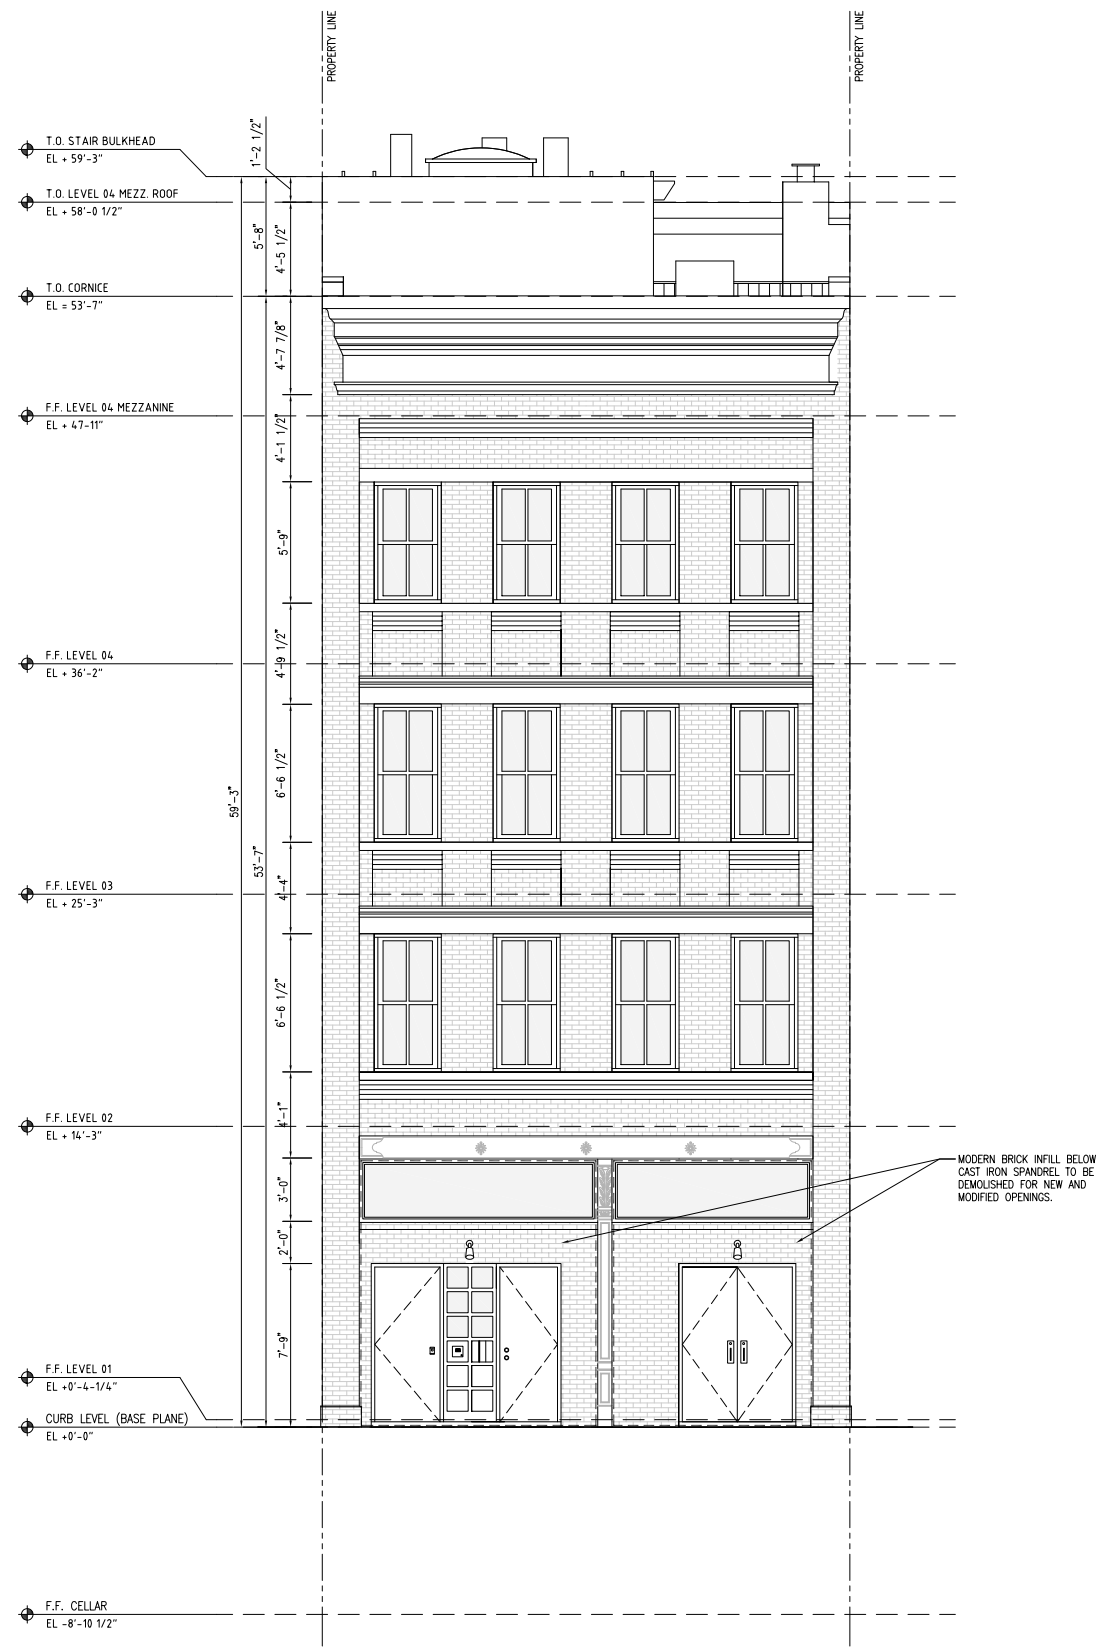 PROPERTY LINE
PROPERTY LINE
T.O. STAIR BULKHEAD
EL + 59'-3"
1'-2 1/2"
T.O. LEVEL 04 MEZZ. ROOF
EL + 58'-0 1/2"
5'-8"
4'-5 1/2"
T.O. CORNICE
EL = 53'-7"
4'-7 7/8"
F.F. LEVEL 04 MEZZANINE
EL + 47-11"
4'-1 1/2"
5'-9"
F.F. LEVEL 04
EL + 36'-2"
4'-9 1/2"
6'-6 1/2"
59'-3"
53'-7"
F.F. LEVEL 03
EL + 25'-3"
4'-4"
6'-6 1/2"
F.F. LEVEL 02
EL + 14'-3"
4'-1"
MODERN BRICK INFILL BELOW
CAST IRON SPANDREL TO BE
DEMOLISHED FOR NEW AND
MODIFIED OPENINGS.
3'-0"
2'-0"
7'-9"
F.F. LEVEL 01
EL +0'-4-1/4"
CURB LEVEL (BASE PLANE)
EL +0'-0"
F.F. CELLAR
EL -8'-10 1/2"